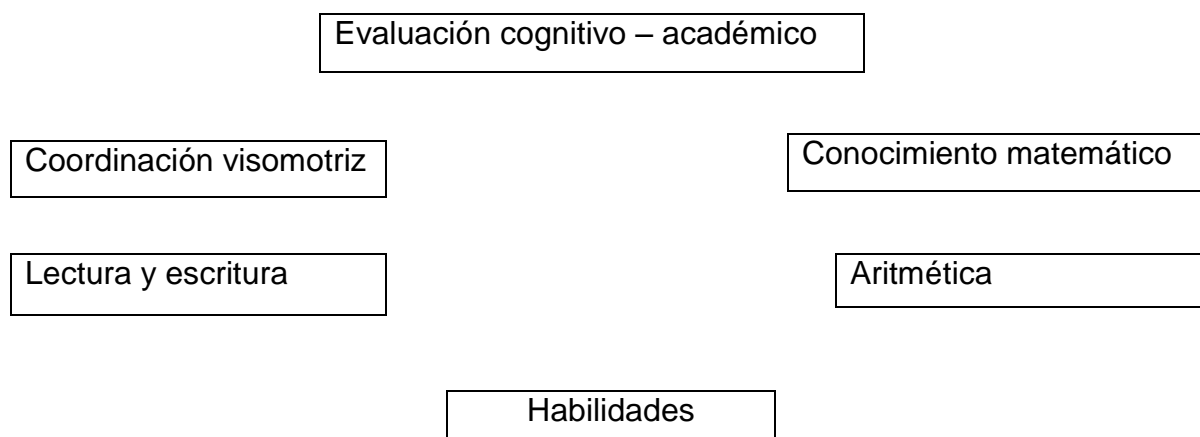 Evaluación cognitivo – académico
Coordinación visomotriz
Conocimiento matemático
Lectura y escritura
Aritmética
Habilidades